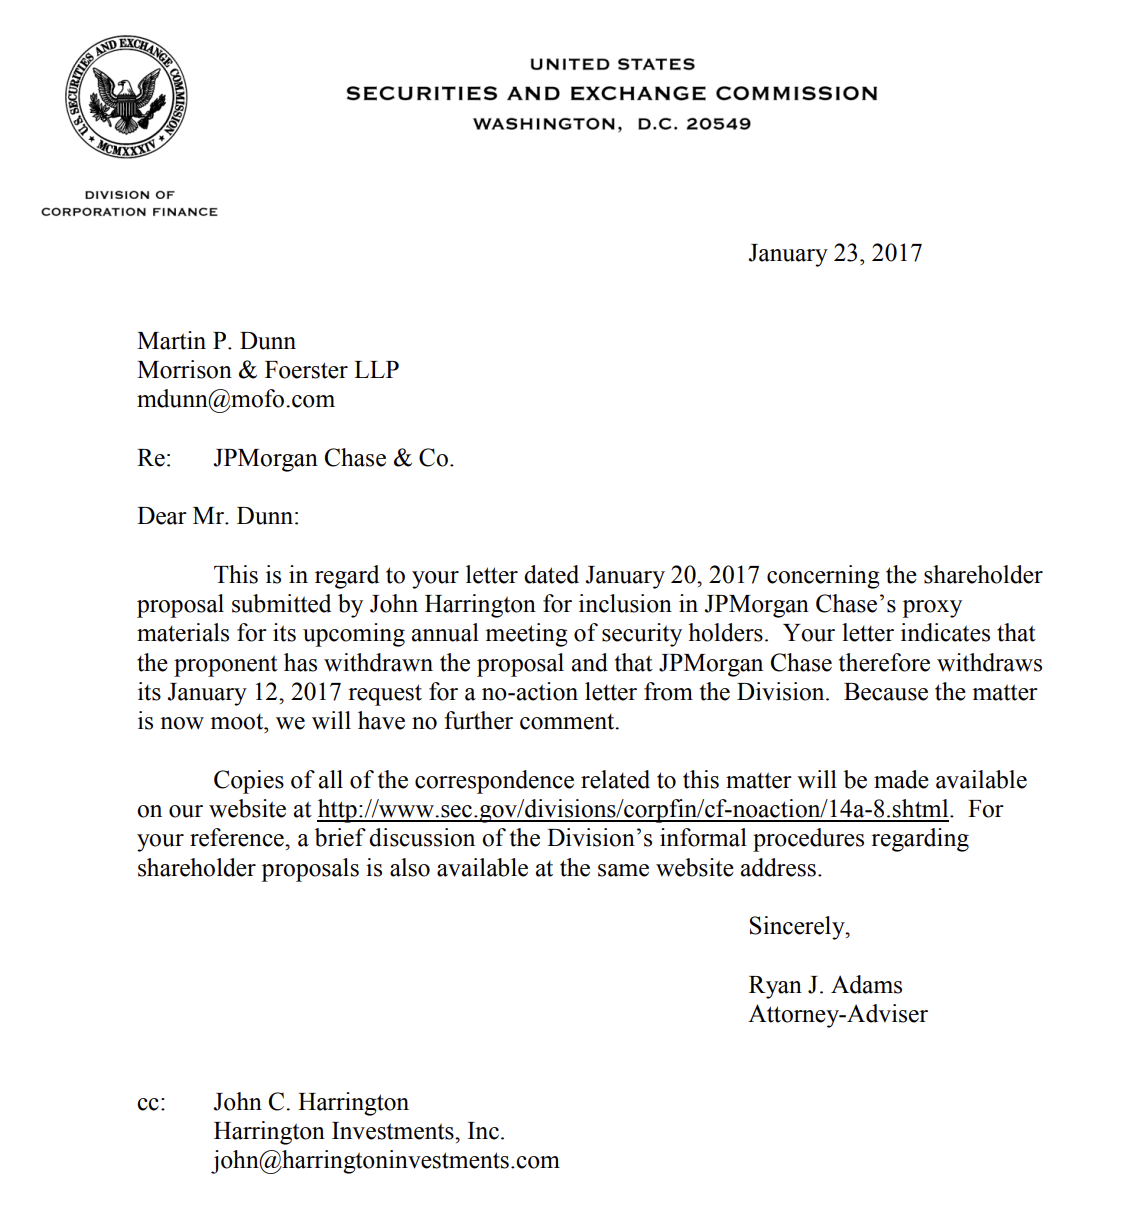 U.S. SECURITIES AND EXCHANGE COMMISSION
MCMXXXIV
UNITED STATES
SECURITIES AND EXCHANGE COMMISSION
WASHINGTON, D.C. 20549
DIVISION OF
CORPORATION FINANCE
January 23, 2017
Martin P. Dunn
Morrison & Foerster LLP
mdunn@mofo.com
Re: JPMorgan Chase & Co.
Dear Mr. Dunn:
This is in regard to your letter dated January 20, 2017 concerning the shareholder
proposal submitted by John Harrington for inclusion in JPMorgan Chase’s proxy
materials for its upcoming annual meeting of security holders. Your letter indicates that
the proponent has withdrawn the proposal and that JPMorgan Chase therefore withdraws
its January 12, 2017 request for a no-action letter from the Division. Because the matter
is now moot, we will have no further comment.
Copies of all of the correspondence related to this matter will be made available
on our website at http://www.sec.gov/divisions/corpfin/cf-noaction/14a-8.shtml. For
your reference, a brief discussion of the Division’s informal procedures regarding
shareholder proposals is also available at the same website address.
Sincerely,
Ryan J. Adams
Attorney-Adviser
cc: John C. Harrington
Harrington Investments, Inc.
john@harringtoninvestments.com